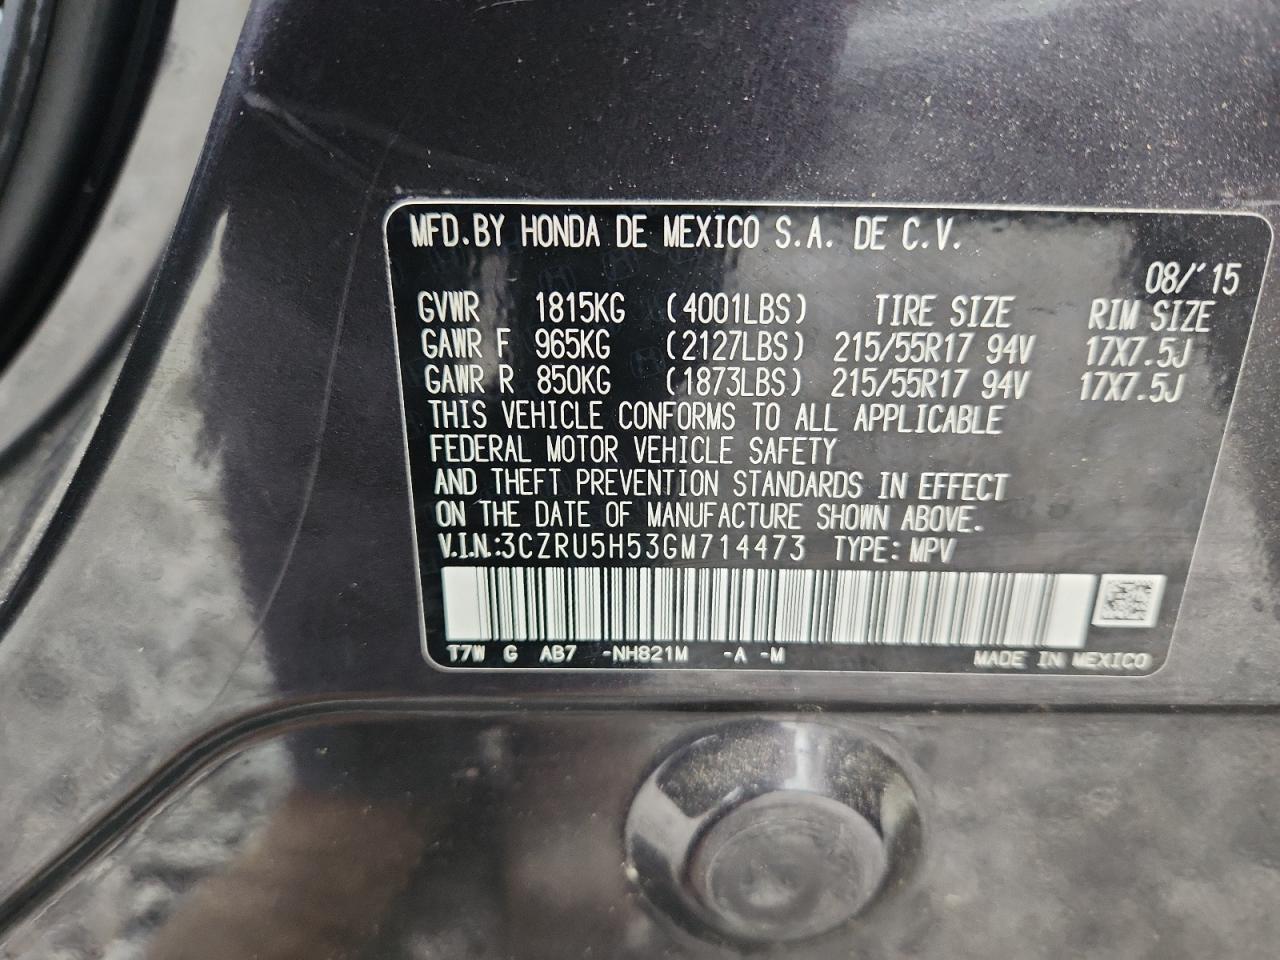 MFD.BY HONDA DE MEXICO S.A. DE C.V.
08/'15
GVWR 1815KG (4001LBS) TIRE SIZE RIM SIZE
GAWR F 965KG (2127LBS) 215/55R17 94V 17X7.5J
GAWR R 850KG (1873LBS) 215/55R17 94V 17X7.5J
THIS VEHICLE CONFORMS TO ALL APPLICABLE
FEDERAL MOTOR VEHICLE SAFETY
AND THEFT PREVENTION STANDARDS IN EFFECT
ON THE DATE OF MANUFACTURE SHOWN ABOVE.
V.I.N.:3CZRU5H53GM714473 TYPE: MPV
T7W G AB7 -NH821M -A -M
MADE IN MEXICO